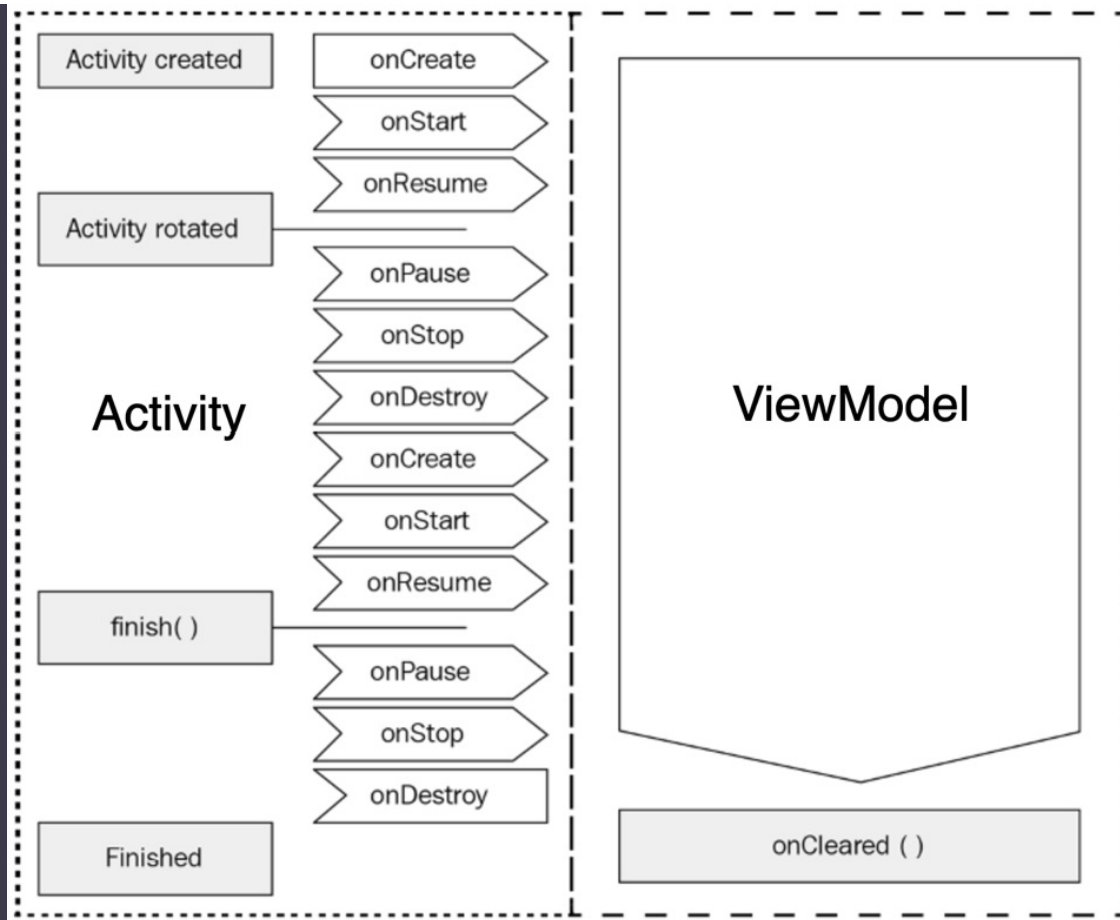 Activity created
onCreate
onStart
onResume
Activity rotated
onPause
onStop
onDestroy
Activity
onCreate
onStart
onResume
finish( )
onPause
onStop
onDestroy
Finished
ViewModel
onCleared ( )